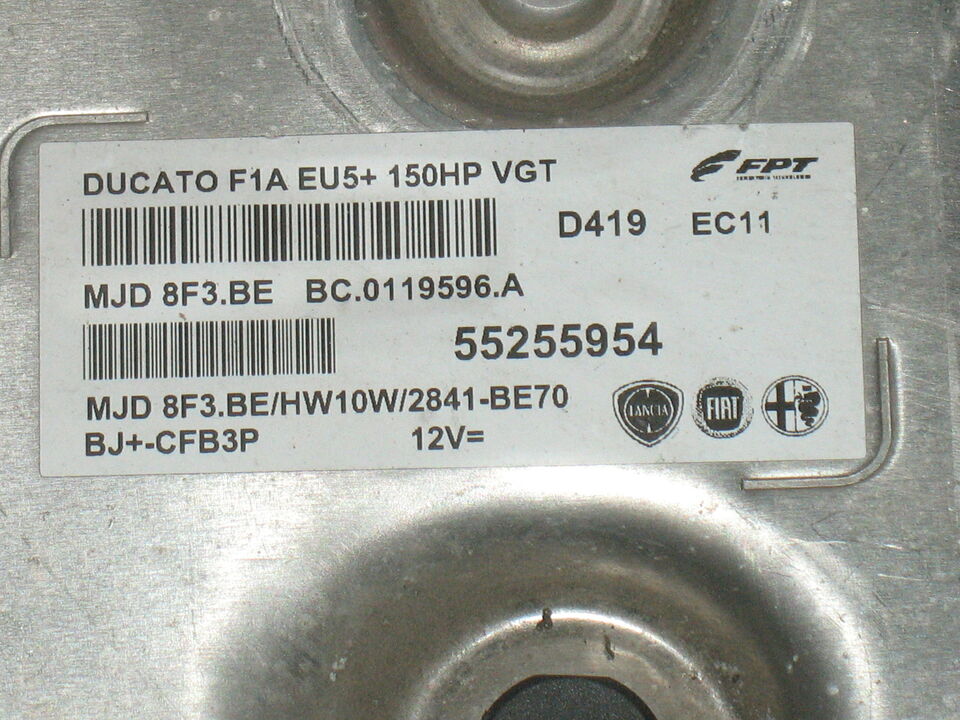 DUCATO F1A EU5+ 150HP VGT
FPT
D419 EC11
MJD 8F3.BE BC.0119596.A
55255954
MJD 8F3.BE/HW10W/2841-BE70
BJ+-CFB3P 12V=
LANCIA FIAT